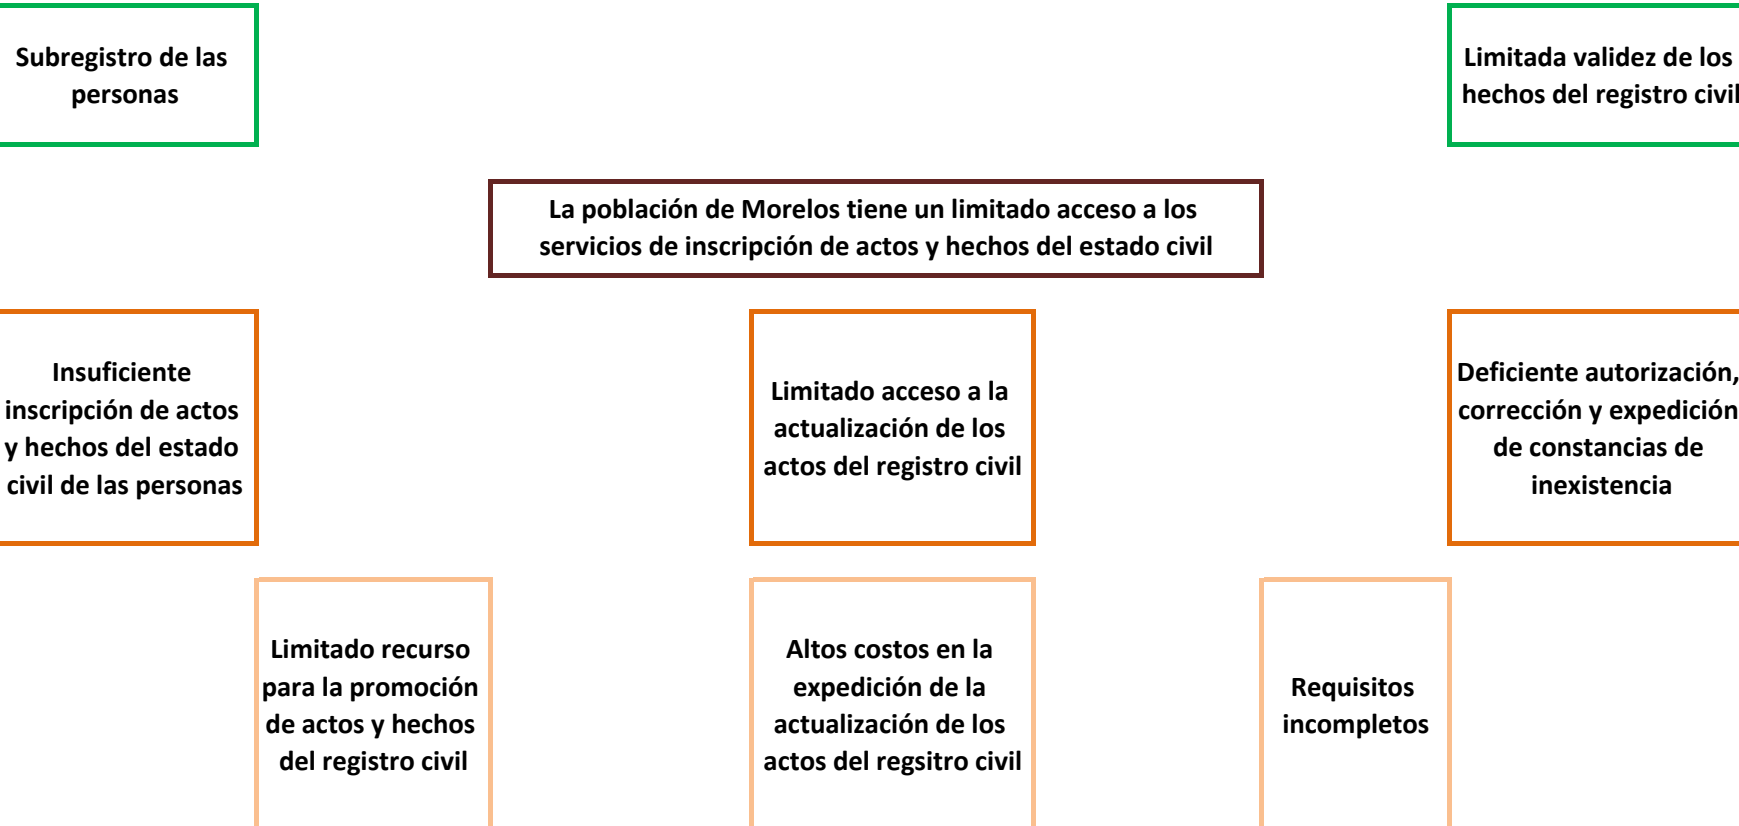 Subregistro de las
personas
Limitada validez de los
hechos del registro civil
La población de Morelos tiene un limitado acceso a los
servicios de inscripción de actos y hechos del estado civil
Insuficiente
inscripción de actos
y hechos del estado
civil de las personas
Limitado acceso a la
actualización de los
actos del registro civil
Deficiente autorización,
corrección y expedición
de constancias de
inexistencia
Limitado recurso
para la promoción
de actos y hechos
del registro civil
Altos costos en la
expedición de la
actualización de los
actos del regsitro civil
Requisitos
incompletos